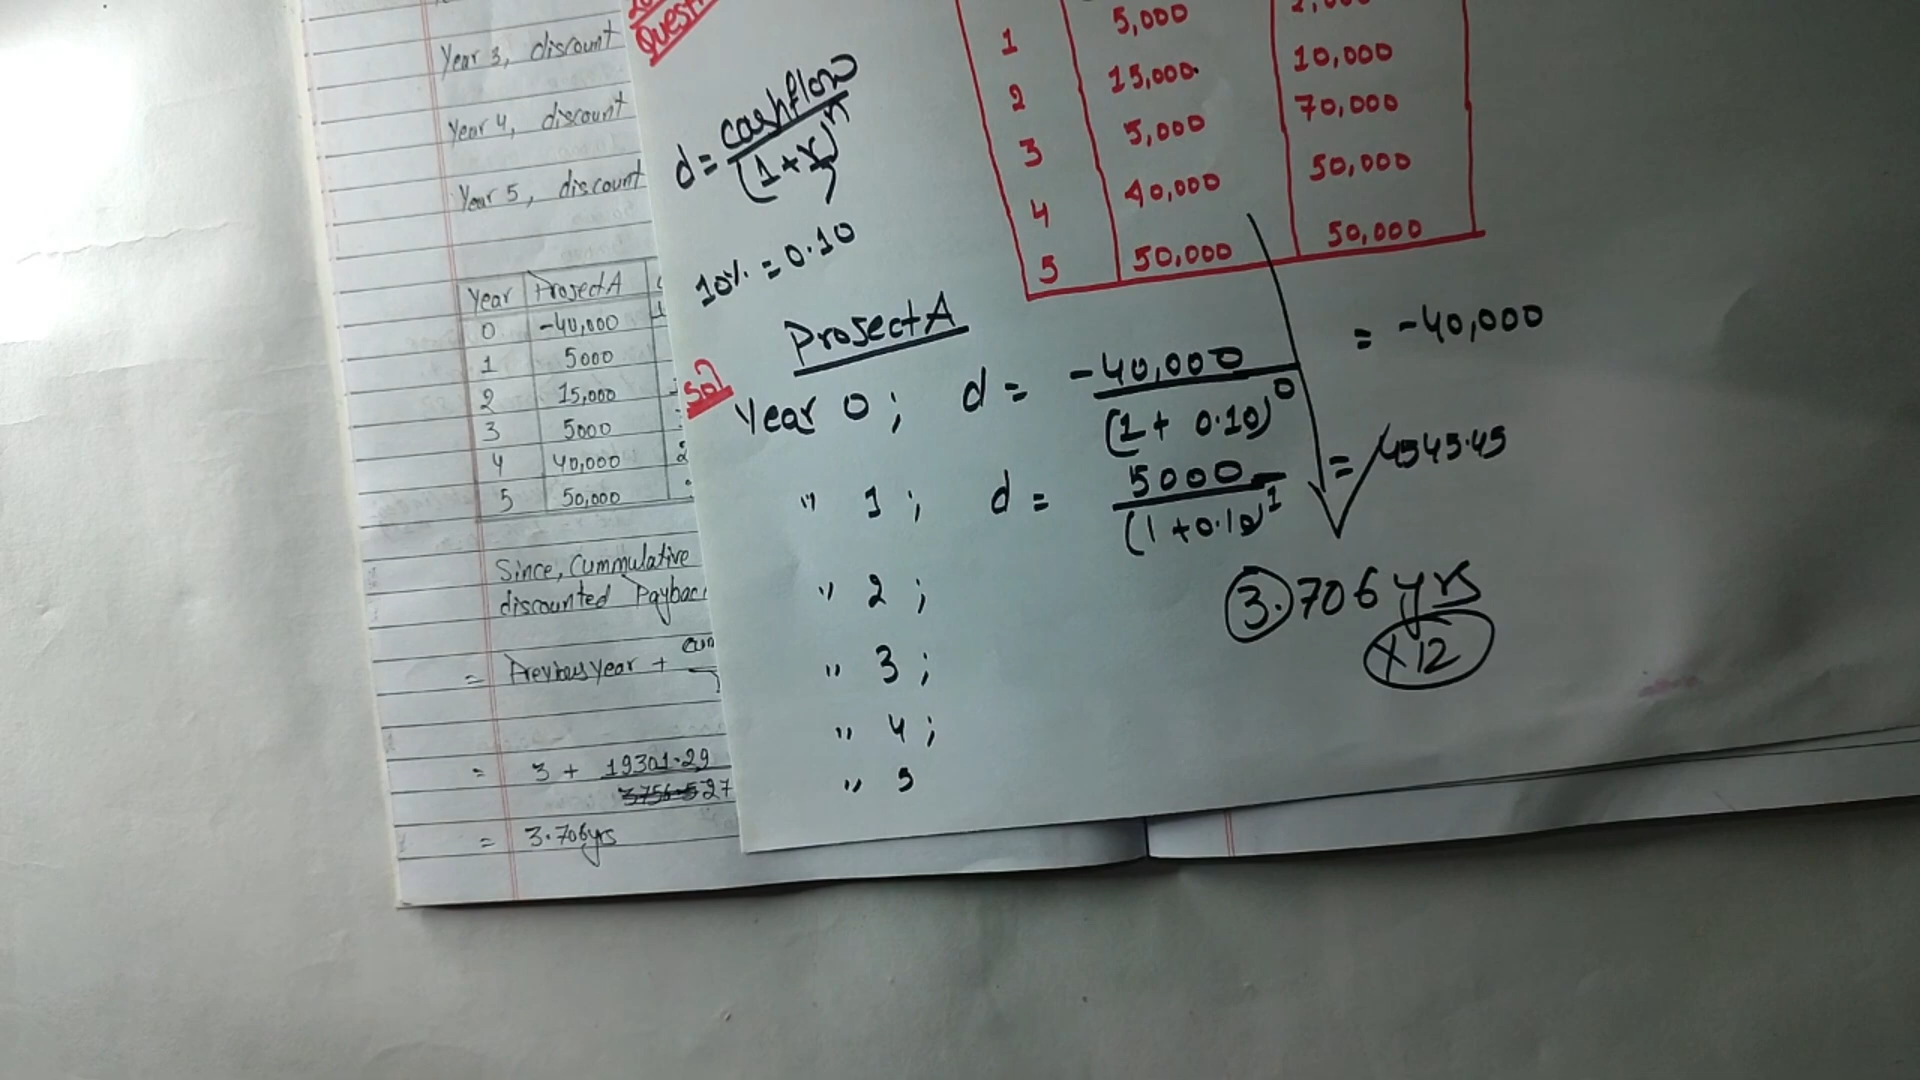 Year 3, discount
Year 4, discount
Year 5, discount
Year ProjectA
0 -40,000
1 5000
2 15,000
3 5000
4 40,000
5 50,000
Since, Cummulative
discounted Payba
= Previous year +
= 3 + 19301.29
27
= 3.706yrs
d = cashflow
(1+r)^n
10% = 0.10
1 5,000
2 15,000 10,000
3 5,000 70,000
4 40,000 50,000
5 50,000 50,000
Project A
Sol
Year 0 ; d = -40,000 = -40,000
(1 + 0.10)^0
" 1 ; d = 5000 = 4545.45
(1 + 0.10)^1
" 2 ;
" 3 ;
" 4 ;
" 5
3.706 yrs
×12